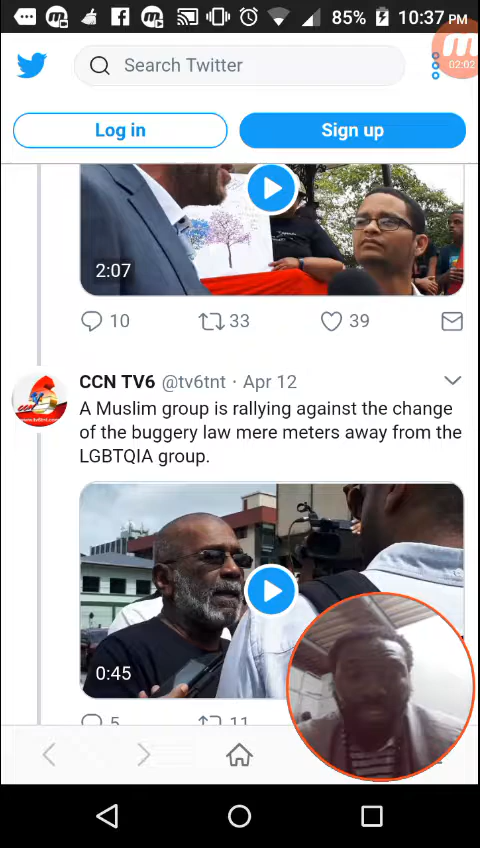 85% 10:37 PM
Search Twitter
02:02
Log in
Sign up
2:07
10 33 39
CCN TV6 @tv6tnt · Apr 12
A Muslim group is rallying against the change
of the buggery law mere meters away from the
LGBTQIA group.
0:45
5 11